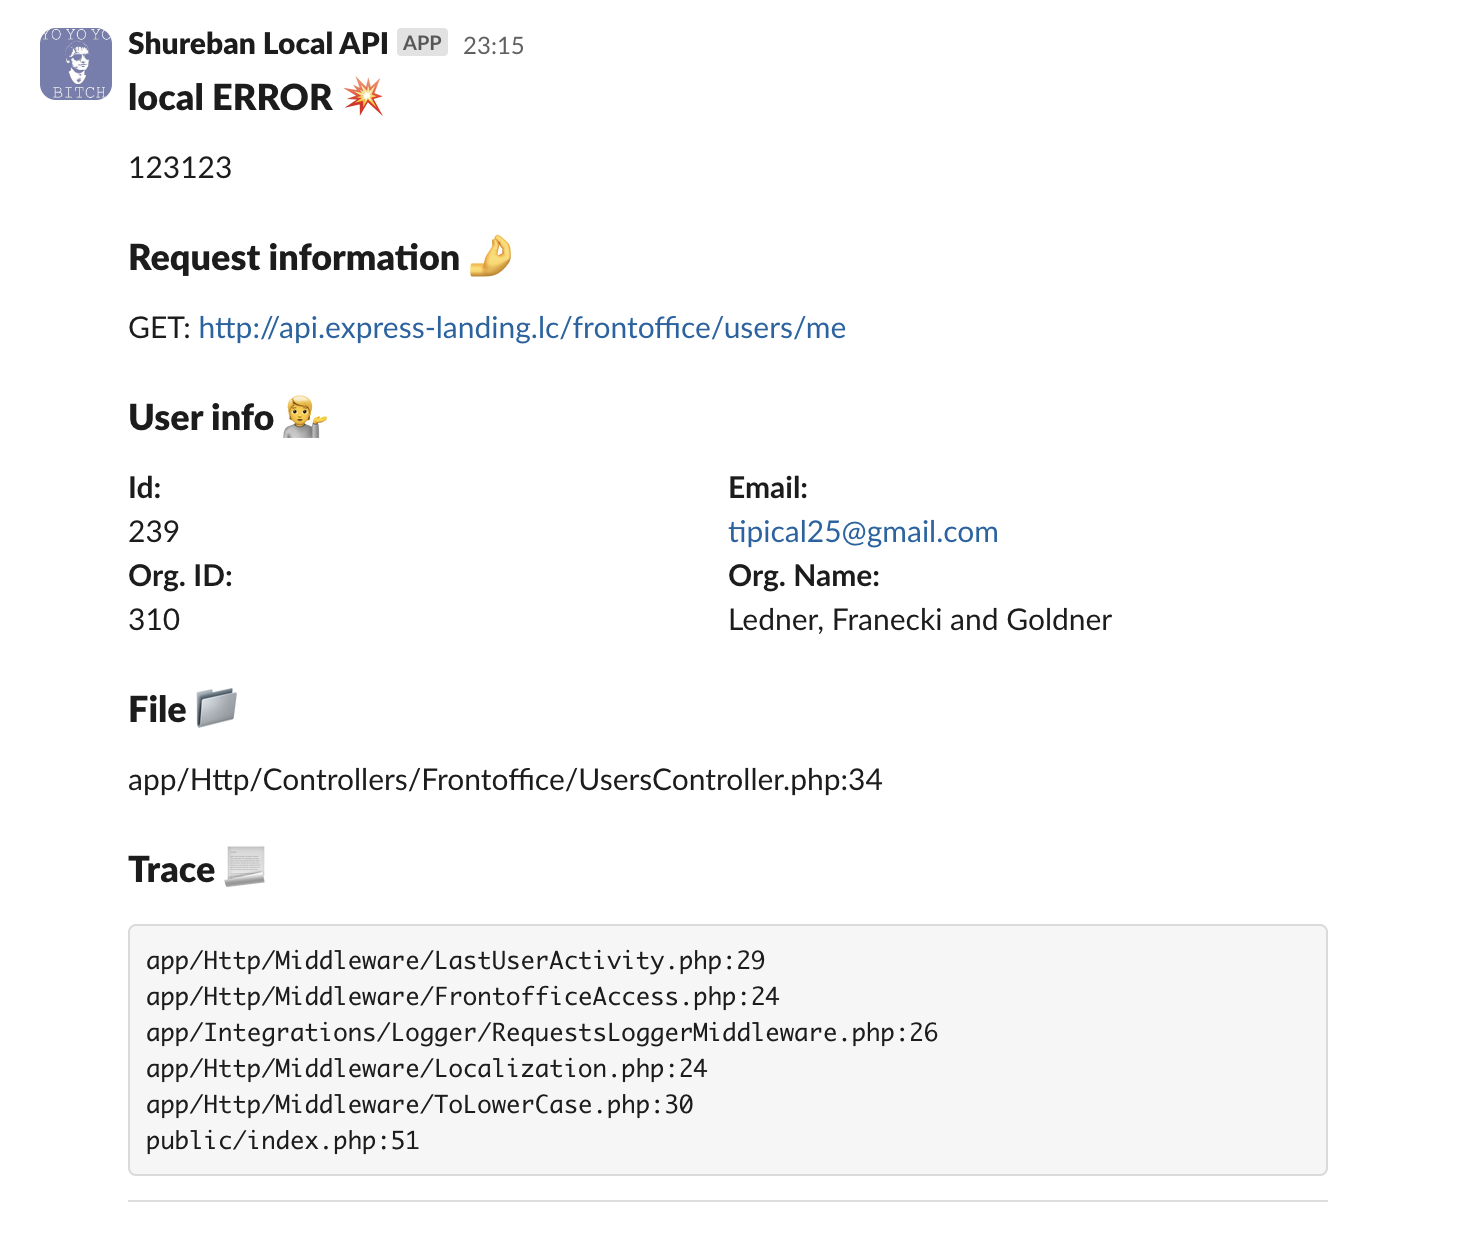 YO YO YO
BITCH
Shureban Local API APP 23:15
local ERROR 💥
123123
Request information 🤌
GET: http://api.express-landing.lc/frontoffice/users/me
User info 💁
Id:
239
Email:
tipical25@gmail.com
Org. ID:
310
Org. Name:
Ledner, Franecki and Goldner
File 📁
app/Http/Controllers/Frontoffice/UsersController.php:34
Trace 📃
app/Http/Middleware/LastUserActivity.php:29
app/Http/Middleware/FrontofficeAccess.php:24
app/Integrations/Logger/RequestsLoggerMiddleware.php:26
app/Http/Middleware/Localization.php:24
app/Http/Middleware/ToLowerCase.php:30
public/index.php:51